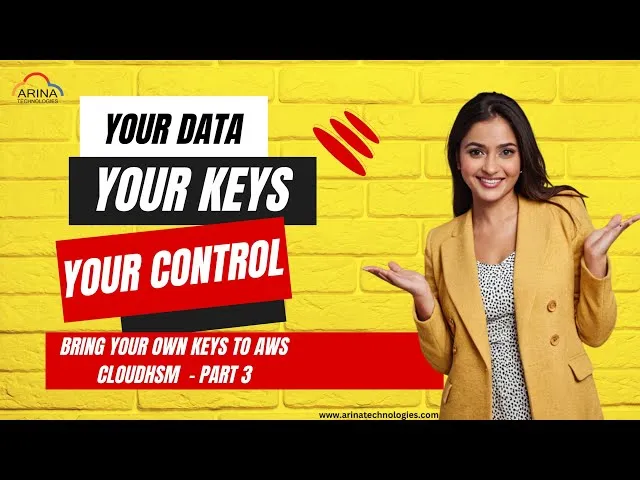 ARINA
TECHNOLOGIES
YOUR DATA
YOUR KEYS
YOUR CONTROL
BRING YOUR OWN KEYS TO AWS
CLOUDHSM - PART 3
www.arinatechnologies.com